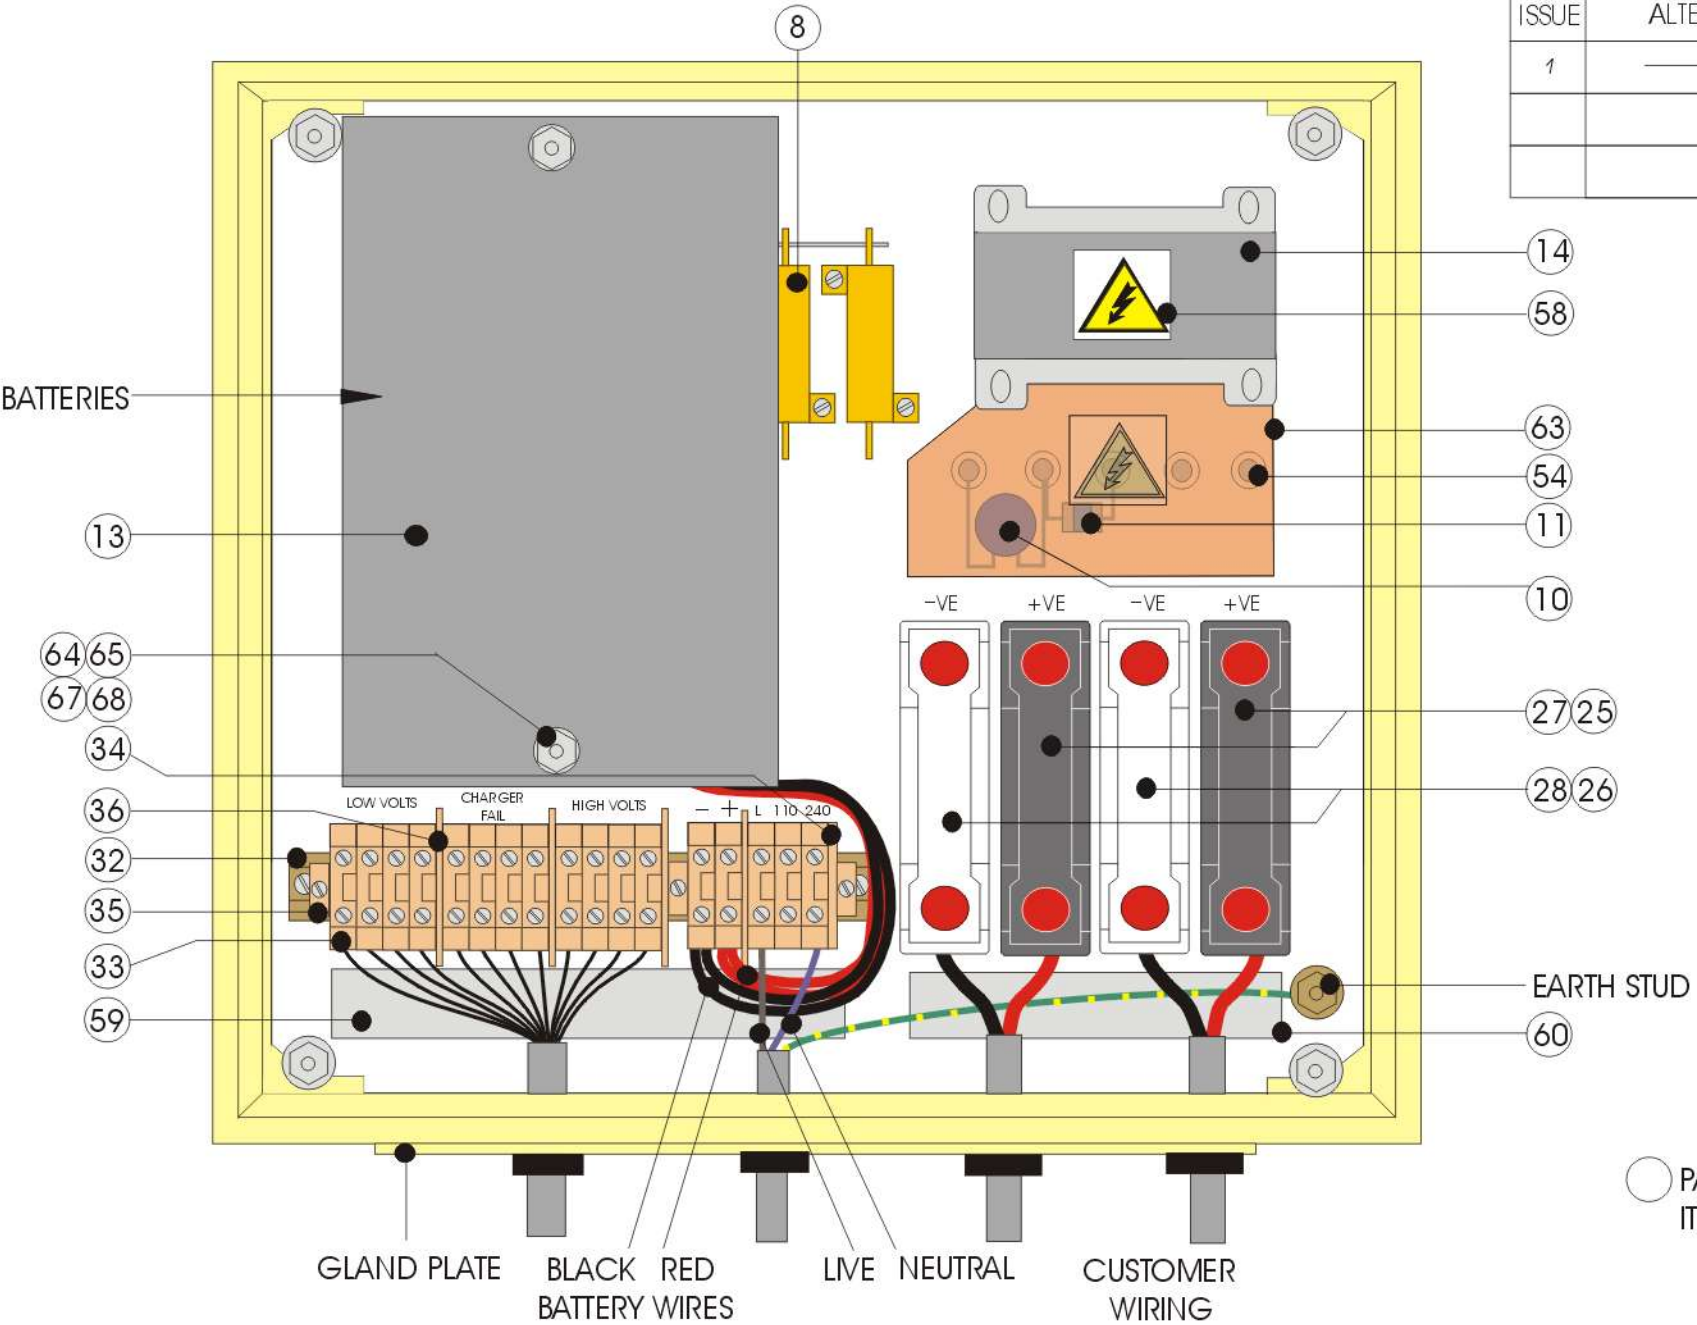 8
ISSUE ALTE
1
14
58
BATTERIES
63
54
13
11
10
-VE +VE -VE +VE
64 65
67 68
27 25
34
28 26
LOW VOLTS CHARGER FAIL HIGH VOLTS - + L 110 240
36
32
35
33
59
EARTH STUD
60
PA
IT
GLAND PLATE
BLACK RED
BATTERY WIRES
LIVE NEUTRAL
CUSTOMER
WIRING